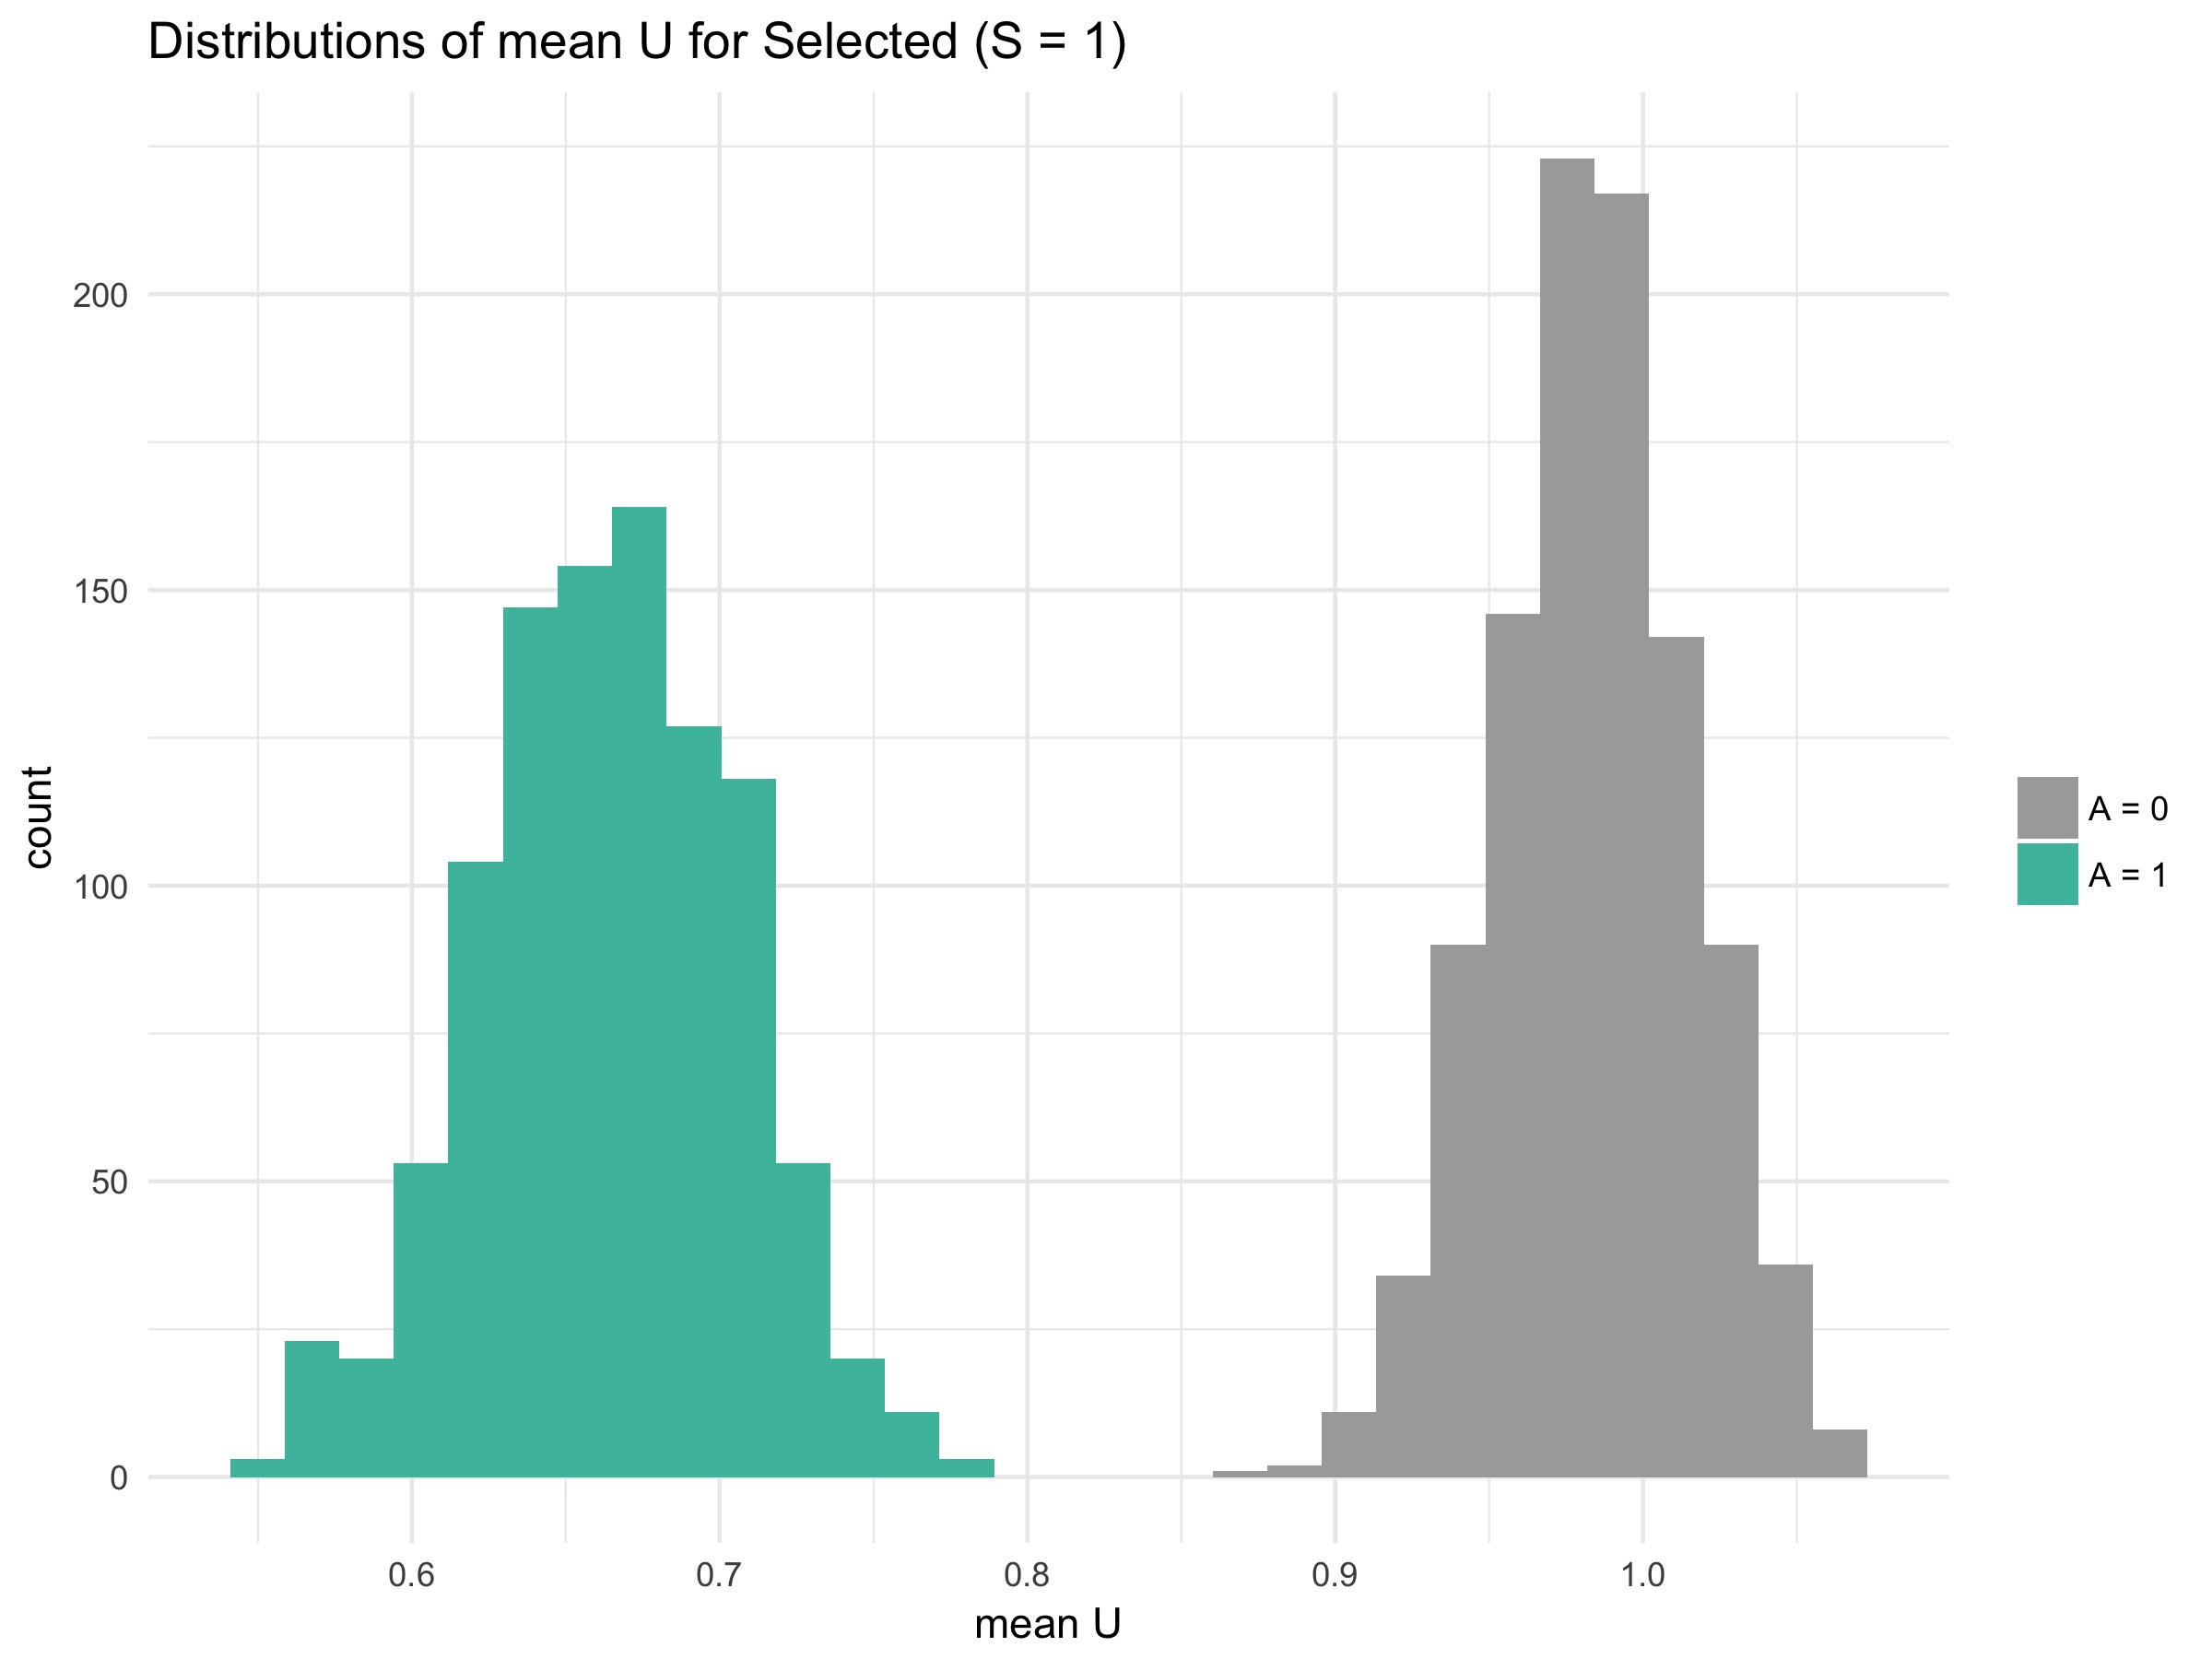 Distributions of mean U for Selected (S = 1)
count
200
150
100
50
0
0.6 0.7 0.8 0.9 1.0
mean U
A = 0
A = 1